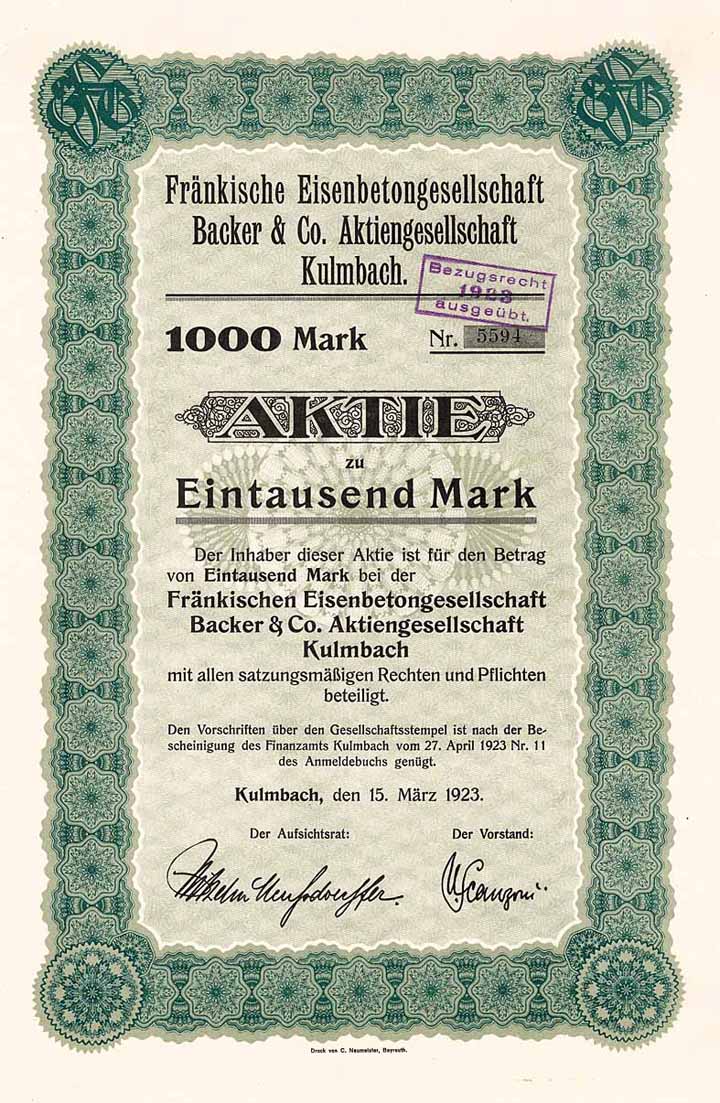 Fränkische Eisenbetongesellschaft
Backer & Co. Aktiengesellschaft
Kulmbach.
Bezugsrecht
1923
ausgeübt.
1000 Mark
Nr. 5594
AKTIE
zu
Eintausend Mark
Der Inhaber dieser Aktie ist für den Betrag
von Eintausend Mark bei der
Fränkischen Eisenbetongesellschaft
Backer & Co. Aktiengesellschaft
Kulmbach
mit allen satzungsmäßigen Rechten und Pflichten
beteiligt.
Den Vorschriften über den Gesellschaftsstempel ist nach der Be-
scheinigung des Finanzamts Kulmbach vom 27. April 1923 Nr. 11
des Anmeldebuchs genügt.
Kulmbach, den 15. März 1923.
Der Aufsichtsrat:
Der Vorstand:
Druck von C. Neumeister, Bayreuth.